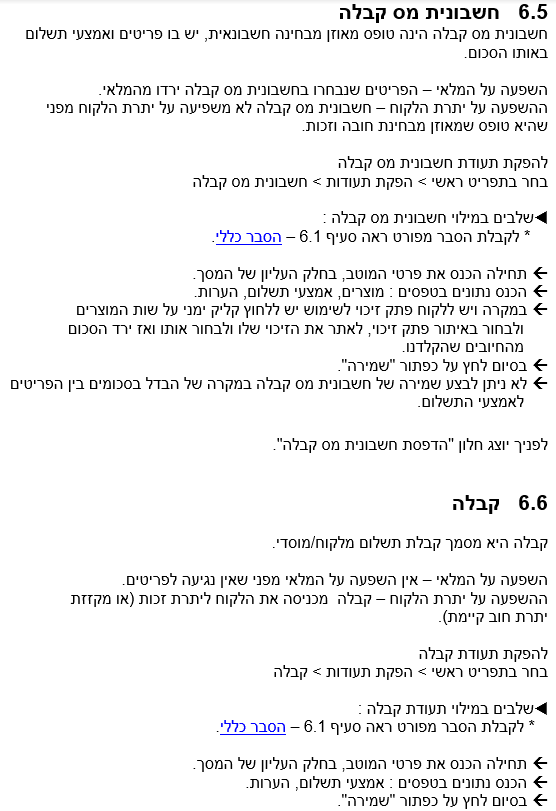 6.5 חשבונית מס קבלה
חשבונית מס קבלה הינה טופס מאוזן מבחינה חשבונאית, יש בו פריטים ואמצעי תשלום
באותו הסכום.
השפעה על המלאי – הפריטים שנבחרו בחשבונית מס קבלה ירדו מהמלאי.
ההשפעה על יתרת הלקוח – חשבונית מס קבלה לא משפיעה על יתרת הלקוח מפני
שהיא טופס שמאוזן מבחינת חובה וזכות.
להפקת תעודת חשבונית מס קבלה
בחר בתפריט ראשי > הפקת תעודות > חשבונית מס קבלה
◄שלבים במילוי חשבונית מס קבלה :
* לקבלת הסבר מפורט ראה סעיף 6.1 – הסבר כללי.
← תחילה הכנס את פרטי המוטב, בחלק העליון של המסך.
← הכנס נתונים בטפסים : מוצרים, אמצעי תשלום, הערות.
← במקרה ויש ללקוח פתק זיכוי לשימוש יש ללחוץ קליק ימני על שות המוצרים
ולבחור באיתור פתק זיכוי, לאתר את הזיכוי שלו ולבחור אותו ואז ירד הסכום
מהחיובים שהקלדנו.
← בסיום לחץ על כפתור "שמירה".
← לא ניתן לבצע שמירה של חשבונית מס קבלה במקרה של הבדל בסכומים בין הפריטים
לאמצעי התשלום.
לפניך יוצג חלון "הדפסת חשבונית מס קבלה".
6.6 קבלה
קבלה היא מסמך קבלת תשלום מלקוח/מוסדי.
השפעה על המלאי – אין השפעה על המלאי מפני שאין נגיעה לפריטים.
ההשפעה על יתרת הלקוח – קבלה מכניסה את הלקוח ליתרת זכות (או מקזזת
יתרת חוב קיימת).
להפקת תעודת קבלה
בחר בתפריט ראשי > הפקת תעודות > קבלה
◄שלבים במילוי תעודת קבלה :
* לקבלת הסבר מפורט ראה סעיף 6.1 – הסבר כללי.
← תחילה הכנס את פרטי המוטב, בחלק העליון של המסך.
← הכנס נתונים בטפסים : אמצעי תשלום, הערות.
← בסיום לחץ על כפתור "שמירה".